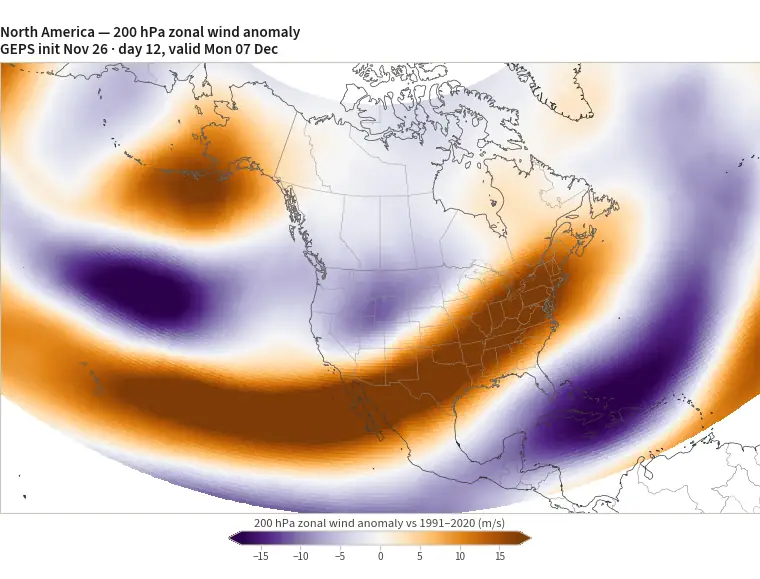 North America — 200 hPa zonal wind anomaly
GEPS init Nov 26 · day 12, valid Mon 07 Dec
200 hPa zonal wind anomaly vs 1991–2020 (m/s)
−15 −10 −5 0 5 10 15